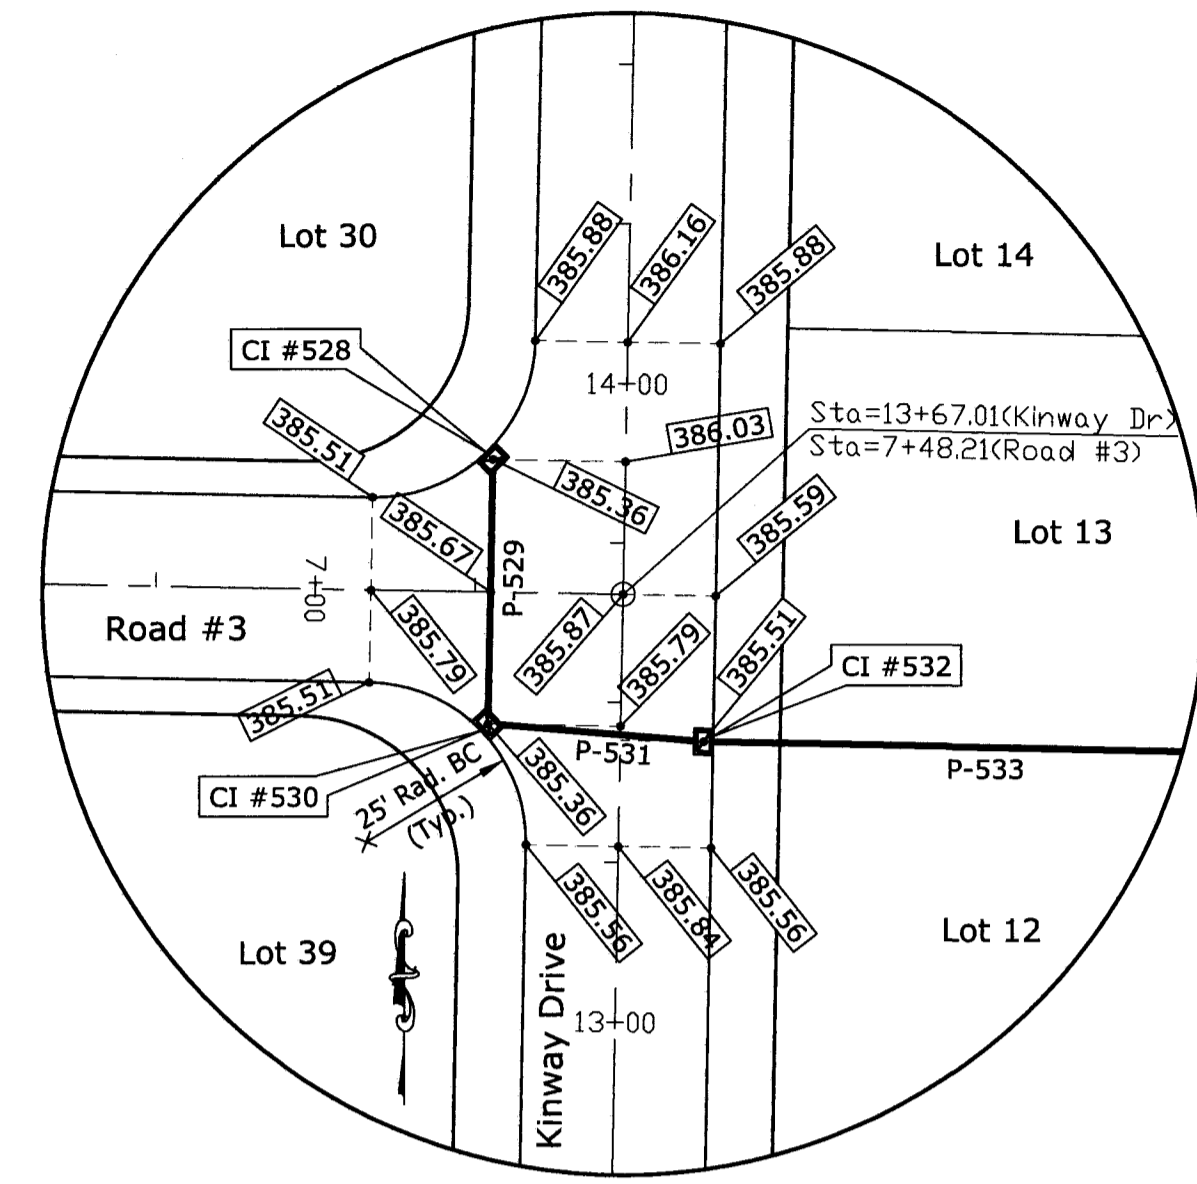 Lot 30
385.88
386.16
385.88
Lot 14
CI #528
14+00
385.51
386.03
Sta=13+67.01(Kinway Dr)
Sta=7+48.21(Road #3)
385.36
385.67
385.59
Lot 13
P-529
7+00
Road #3
385.79
385.87
385.79
385.51
CI #532
385.51
P-531
P-533
CI #530
25' Rad. BC
(Typ.)
385.36
385.56
385.84
385.56
Lot 39
Lot 12
Kinway Drive
13+00